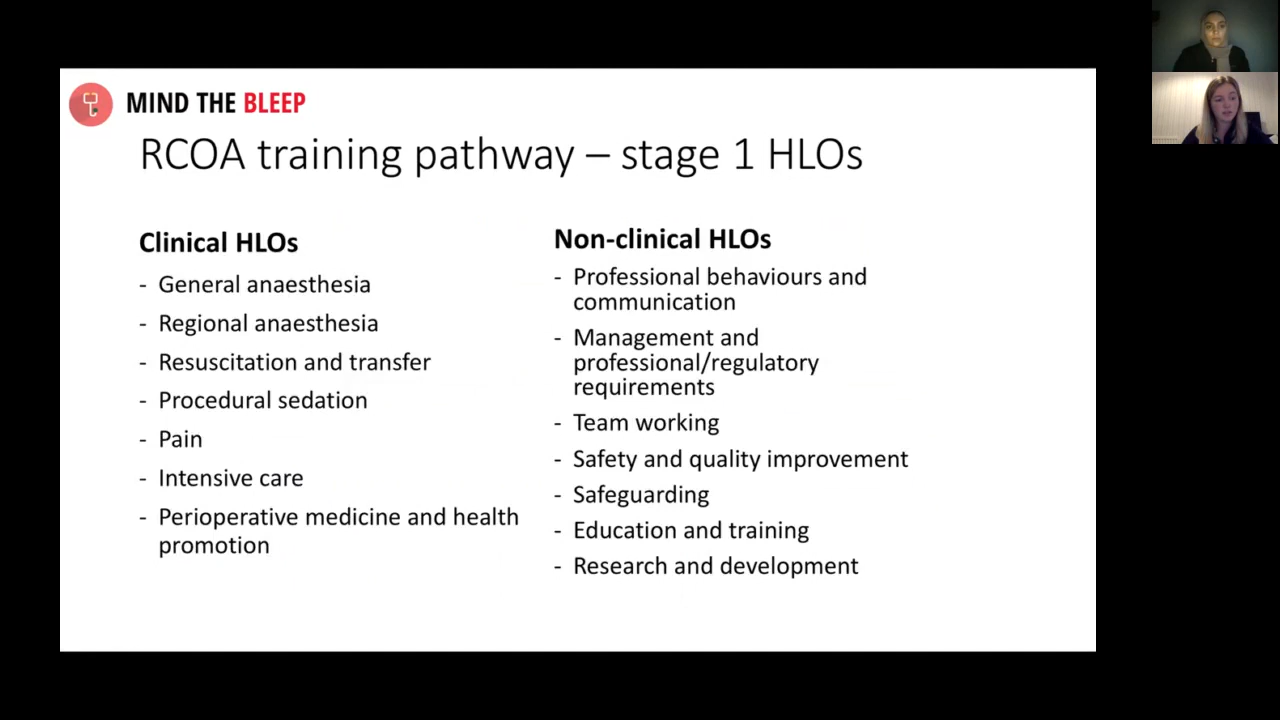 MIND THE BLEEP
RCOA training pathway – stage 1 HLOs
Clinical HLOs
- General anaesthesia
- Regional anaesthesia
- Resuscitation and transfer
- Procedural sedation
- Pain
- Intensive care
- Perioperative medicine and health
promotion
Non-clinical HLOs
- Professional behaviours and
communication
- Management and
professional/regulatory
requirements
- Team working
- Safety and quality improvement
- Safeguarding
- Education and training
- Research and development